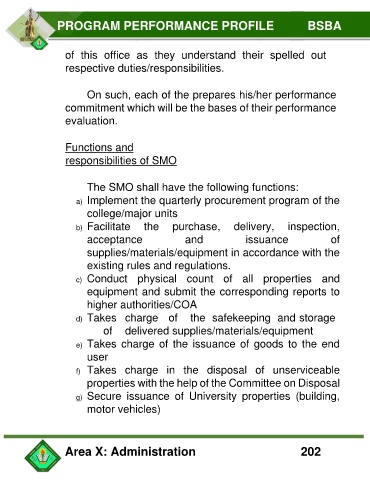 PROGRAM PERFORMANCE PROFILE BSBA
of this office as they understand their spelled out
respective duties/responsibilities.
On such, each of the prepares his/her performance
commitment which will be the bases of their performance
evaluation.
Functions and
responsibilities of SMO
The SMO shall have the following functions:
a) Implement the quarterly procurement program of the
college/major units
b) Facilitate the purchase, delivery, inspection,
acceptance and issuance of
supplies/materials/equipment in accordance with the
existing rules and regulations.
c) Conduct physical count of all properties and
equipment and submit the corresponding reports to
higher authorities/COA
d) Takes charge of the safekeeping and storage
of delivered supplies/materials/equipment
e) Takes charge of the issuance of goods to the end
user
f) Takes charge in the disposal of unserviceable
properties with the help of the Committee on Disposal
g) Secure issuance of University properties (building,
motor vehicles)
Area X: Administration 202